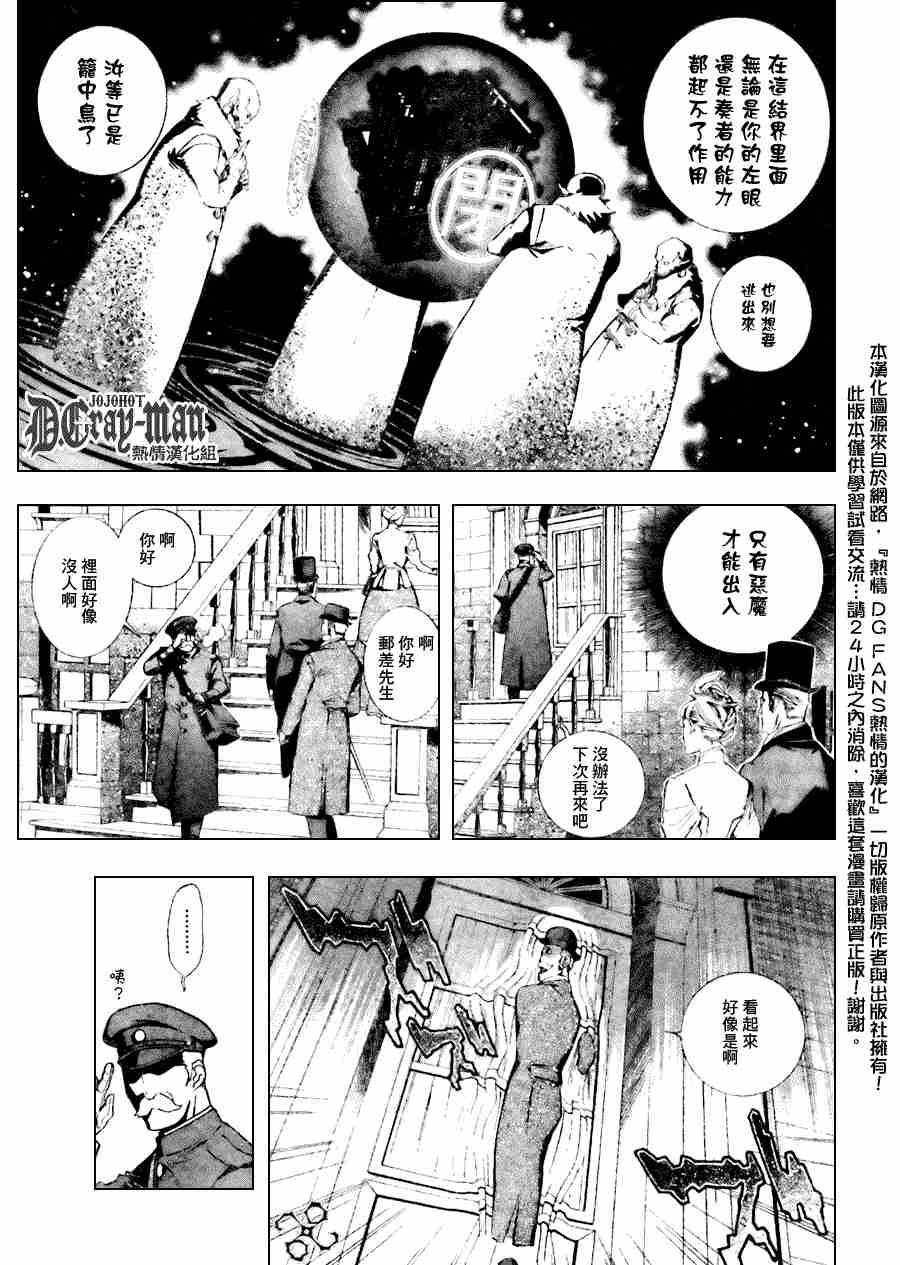 在這結界里面
無論是你的左眼
還是奏者的能力
都起不了作用
也別想要
逃出來
汝等已是
籠中鳥了
閉
JOJOHOT
D.Gray-man
熱情漢化組
只有惡魔
才能出入
沒辦法了
下次再來吧
啊
你好
郵差先生
啊
你好
裡面好像
沒人啊
看起來
好像是啊
………
咦？
本漢化圖源來自於網路，『熱情DG FANS熱情的漢化』一切版權歸原作者與出版社擁有！
此版本僅供學習試看交流…請24小時之內消除，喜歡這套漫畫請購買正版！謝謝。